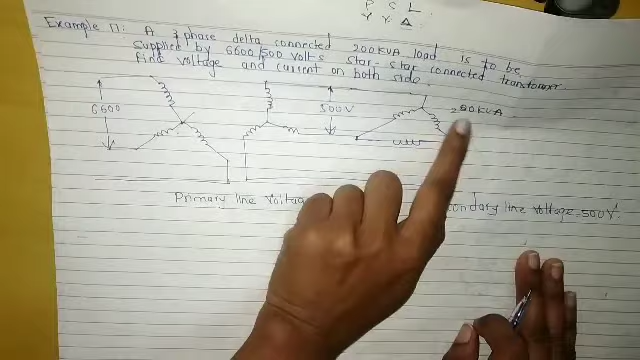 P C L
Y Y Δ
Example 17: A 3 phase delta connected 200KVA load is to be
supplied by 6600/500 volts star-star connected transformer
find voltage and current on both side.
6600
500V
200KVA
Primary line
line voltage=500V